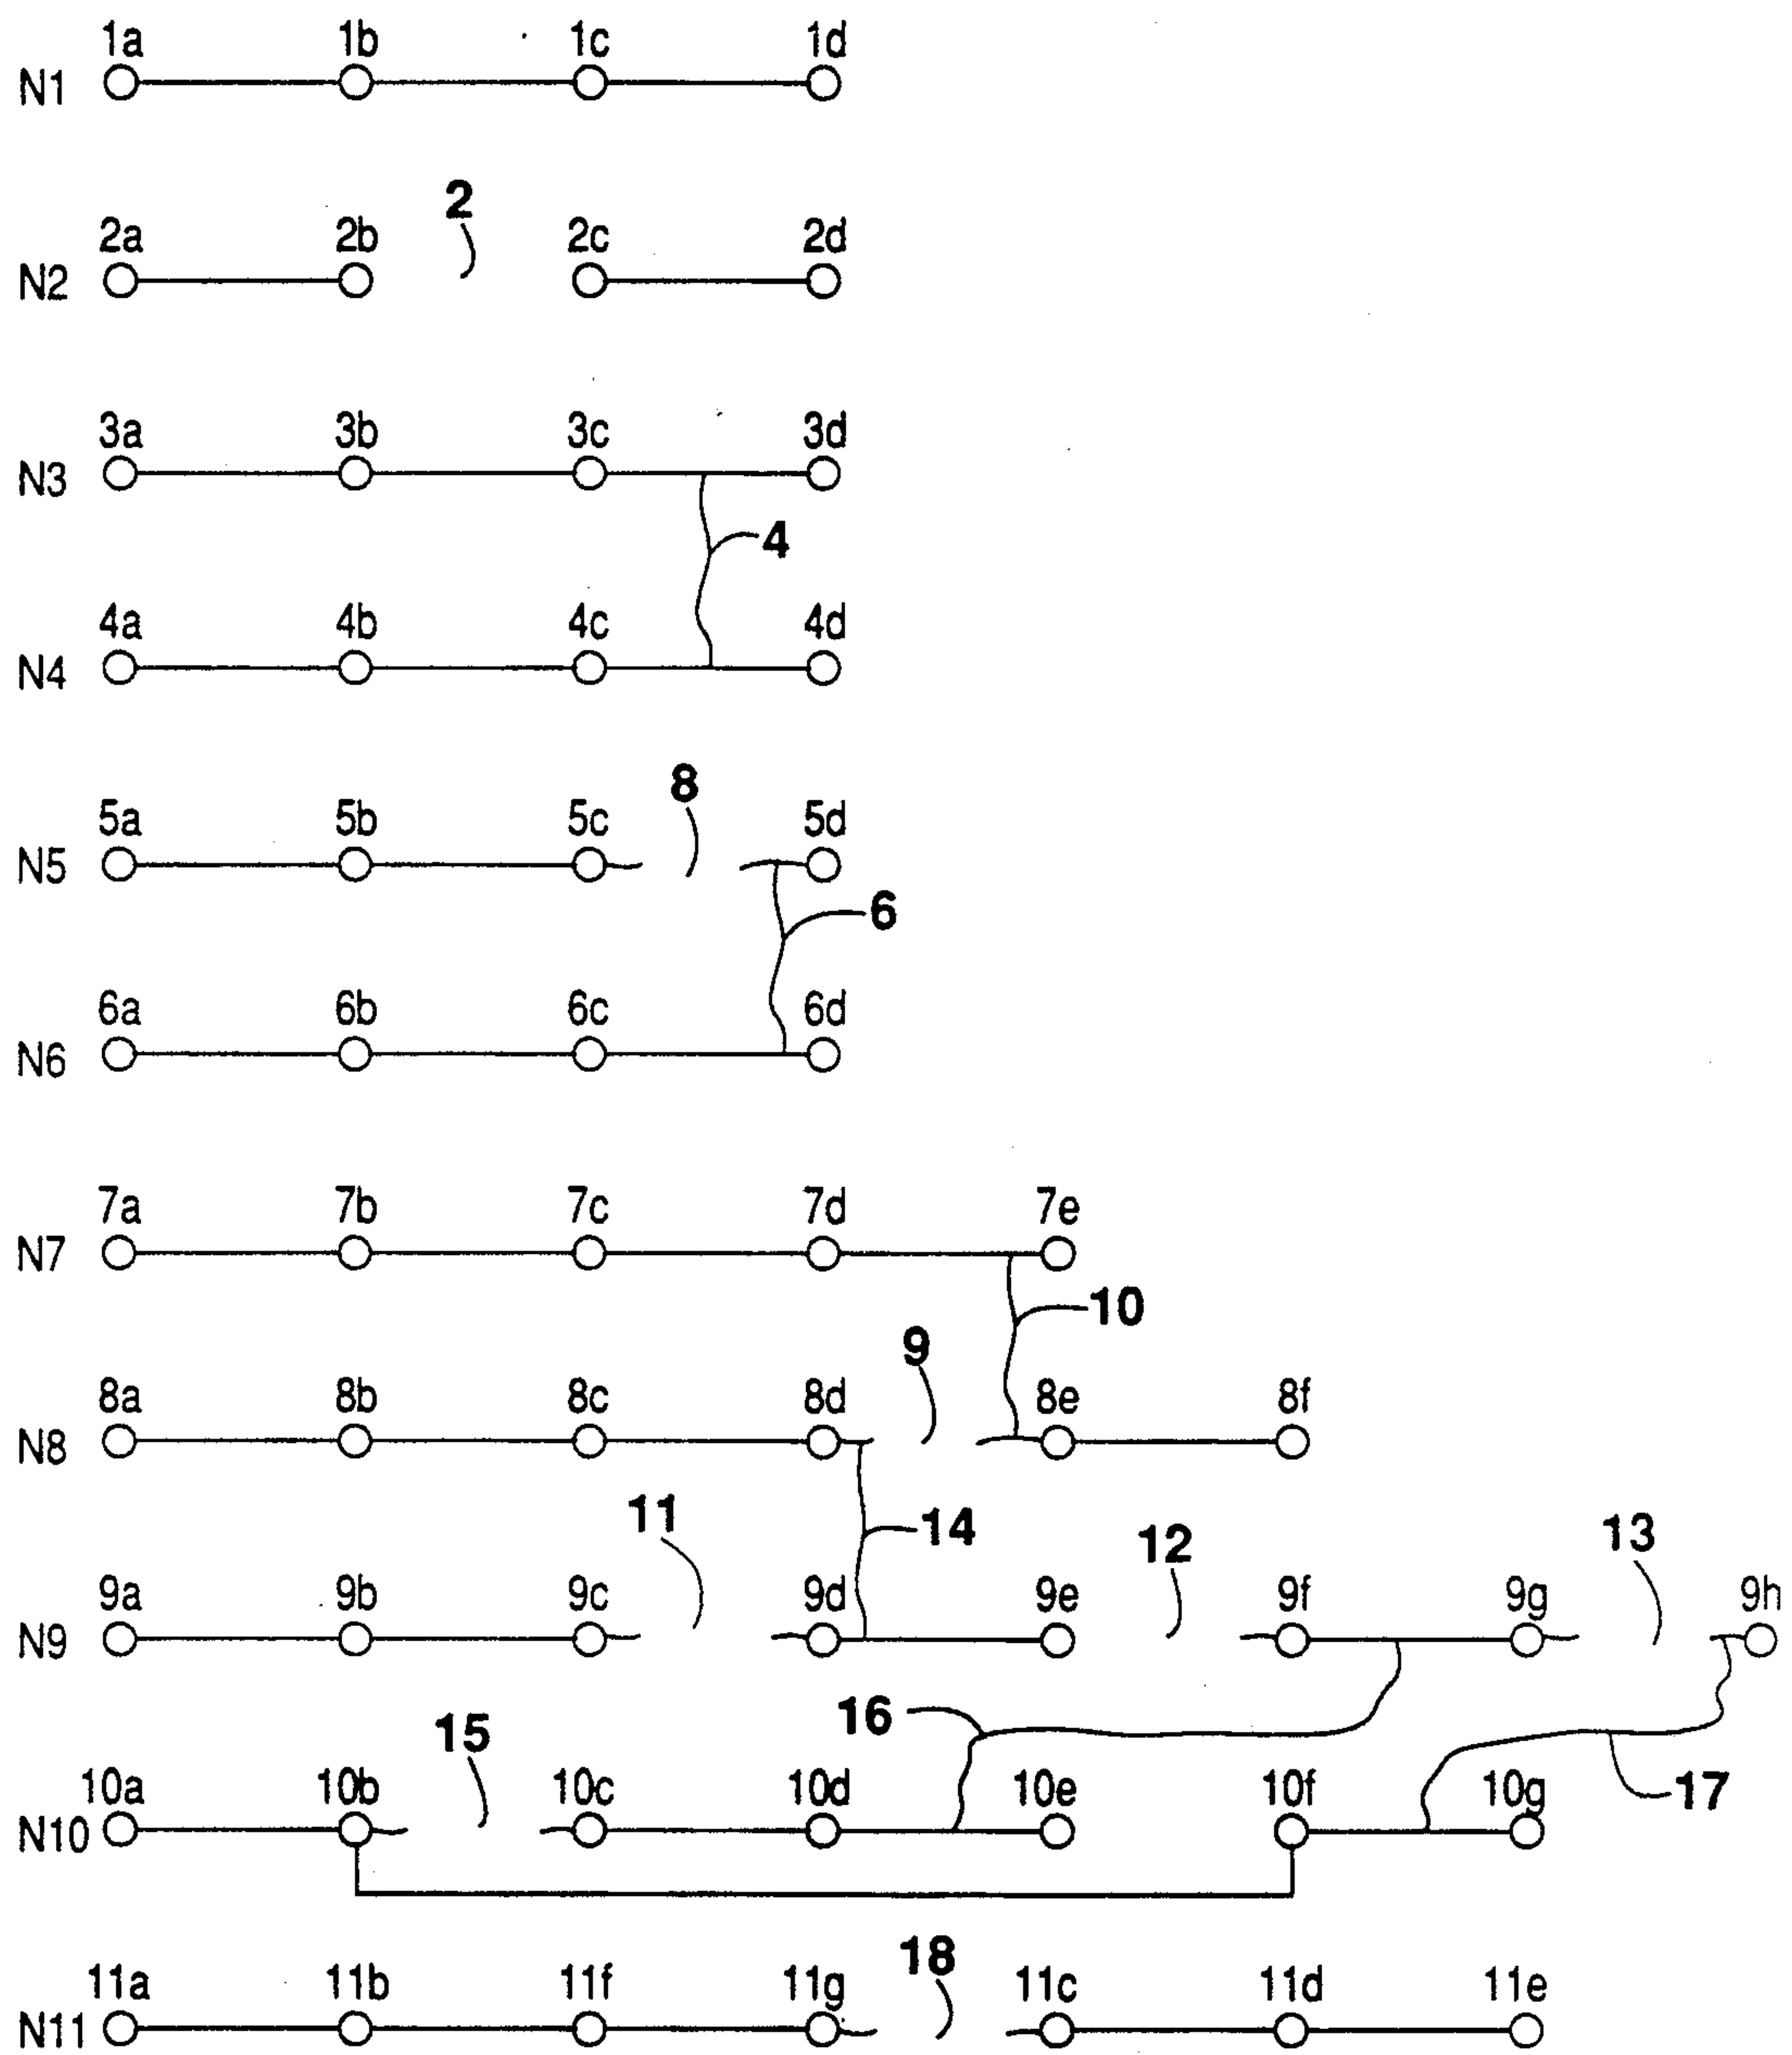 1a 1b 1c 1d
N1
2
2a 2b 2c 2d
N2
3a 3b 3c 3d
N3
4
4a 4b 4c 4d
N4
8
5a 5b 5c 5d
N5
6
6a 6b 6c 6d
N6
7a 7b 7c 7d 7e
N7
10
9
8a 8b 8c 8d 8e 8f
N8
11 14 12 13
9a 9b 9c 9d 9e 9f 9g 9h
N9
15 16
17
10a 10b 10c 10d 10e 10f 10g
N10
18
11a 11b 11f 11g 11c 11d 11e
N11